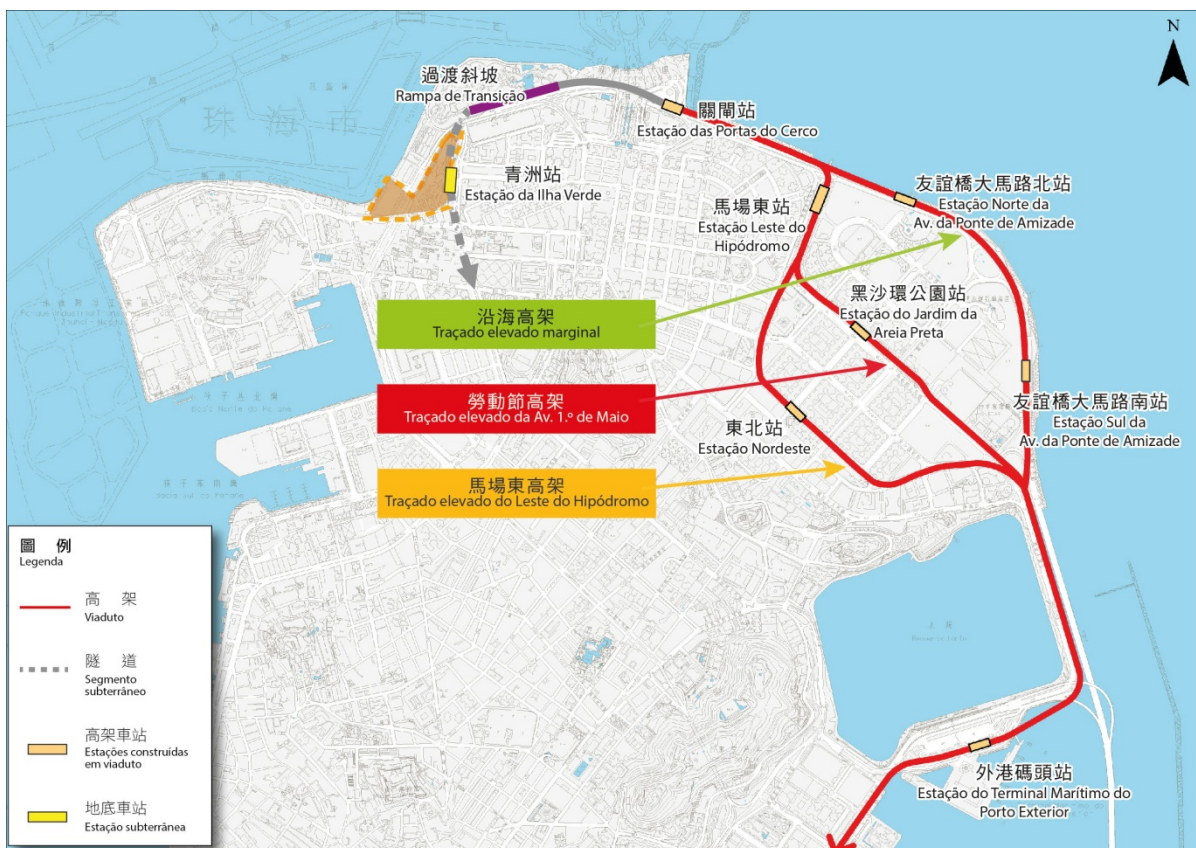 N
過渡斜坡
Rampa de Transição
關閘站
Estação das Portas do Cerco
珠海市
青洲站
Estação da Ilha Verde
友誼橋大馬路北站
Estação Norte da
Av. da Ponte de Amizade
馬場東站
Estação Leste do
Hipódromo
黑沙環公園站
Estação do Jardim da
Areia Preta
沿海高架
Traçado elevado marginal
勞動節高架
Traçado elevado da Av. 1.º de Maio
友誼橋大馬路南站
Estação Sul da
Av. da Ponte de Amizade
東北站
Estação Nordeste
馬場東高架
Traçado elevado do Leste do Hipódromo
圖 例
Legenda
高 架
Viaduto
隧 道
Segmento
subterrâneo
高架車站
Estações construídas
em viaduto
地底車站
Estação subterrânea
外港碼頭站
Estação do Terminal Marítimo do
Porto Exterior